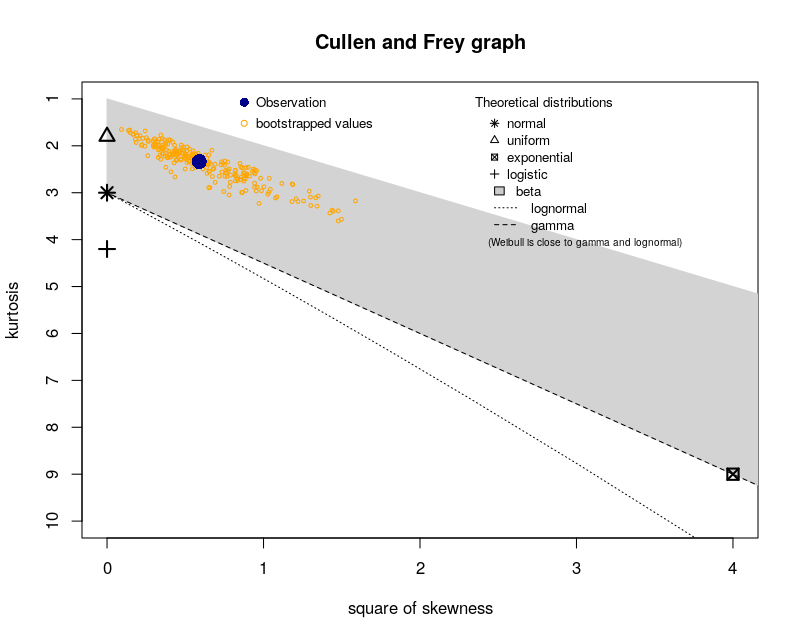 Cullen and Frey graph
Observation
bootstrapped values
Theoretical distributions
normal
uniform
exponential
logistic
beta
lognormal
gamma
(Weibull is close to gamma and lognormal)
kurtosis
1
2
3
4
5
6
7
8
9
10
0 1 2 3 4
square of skewness